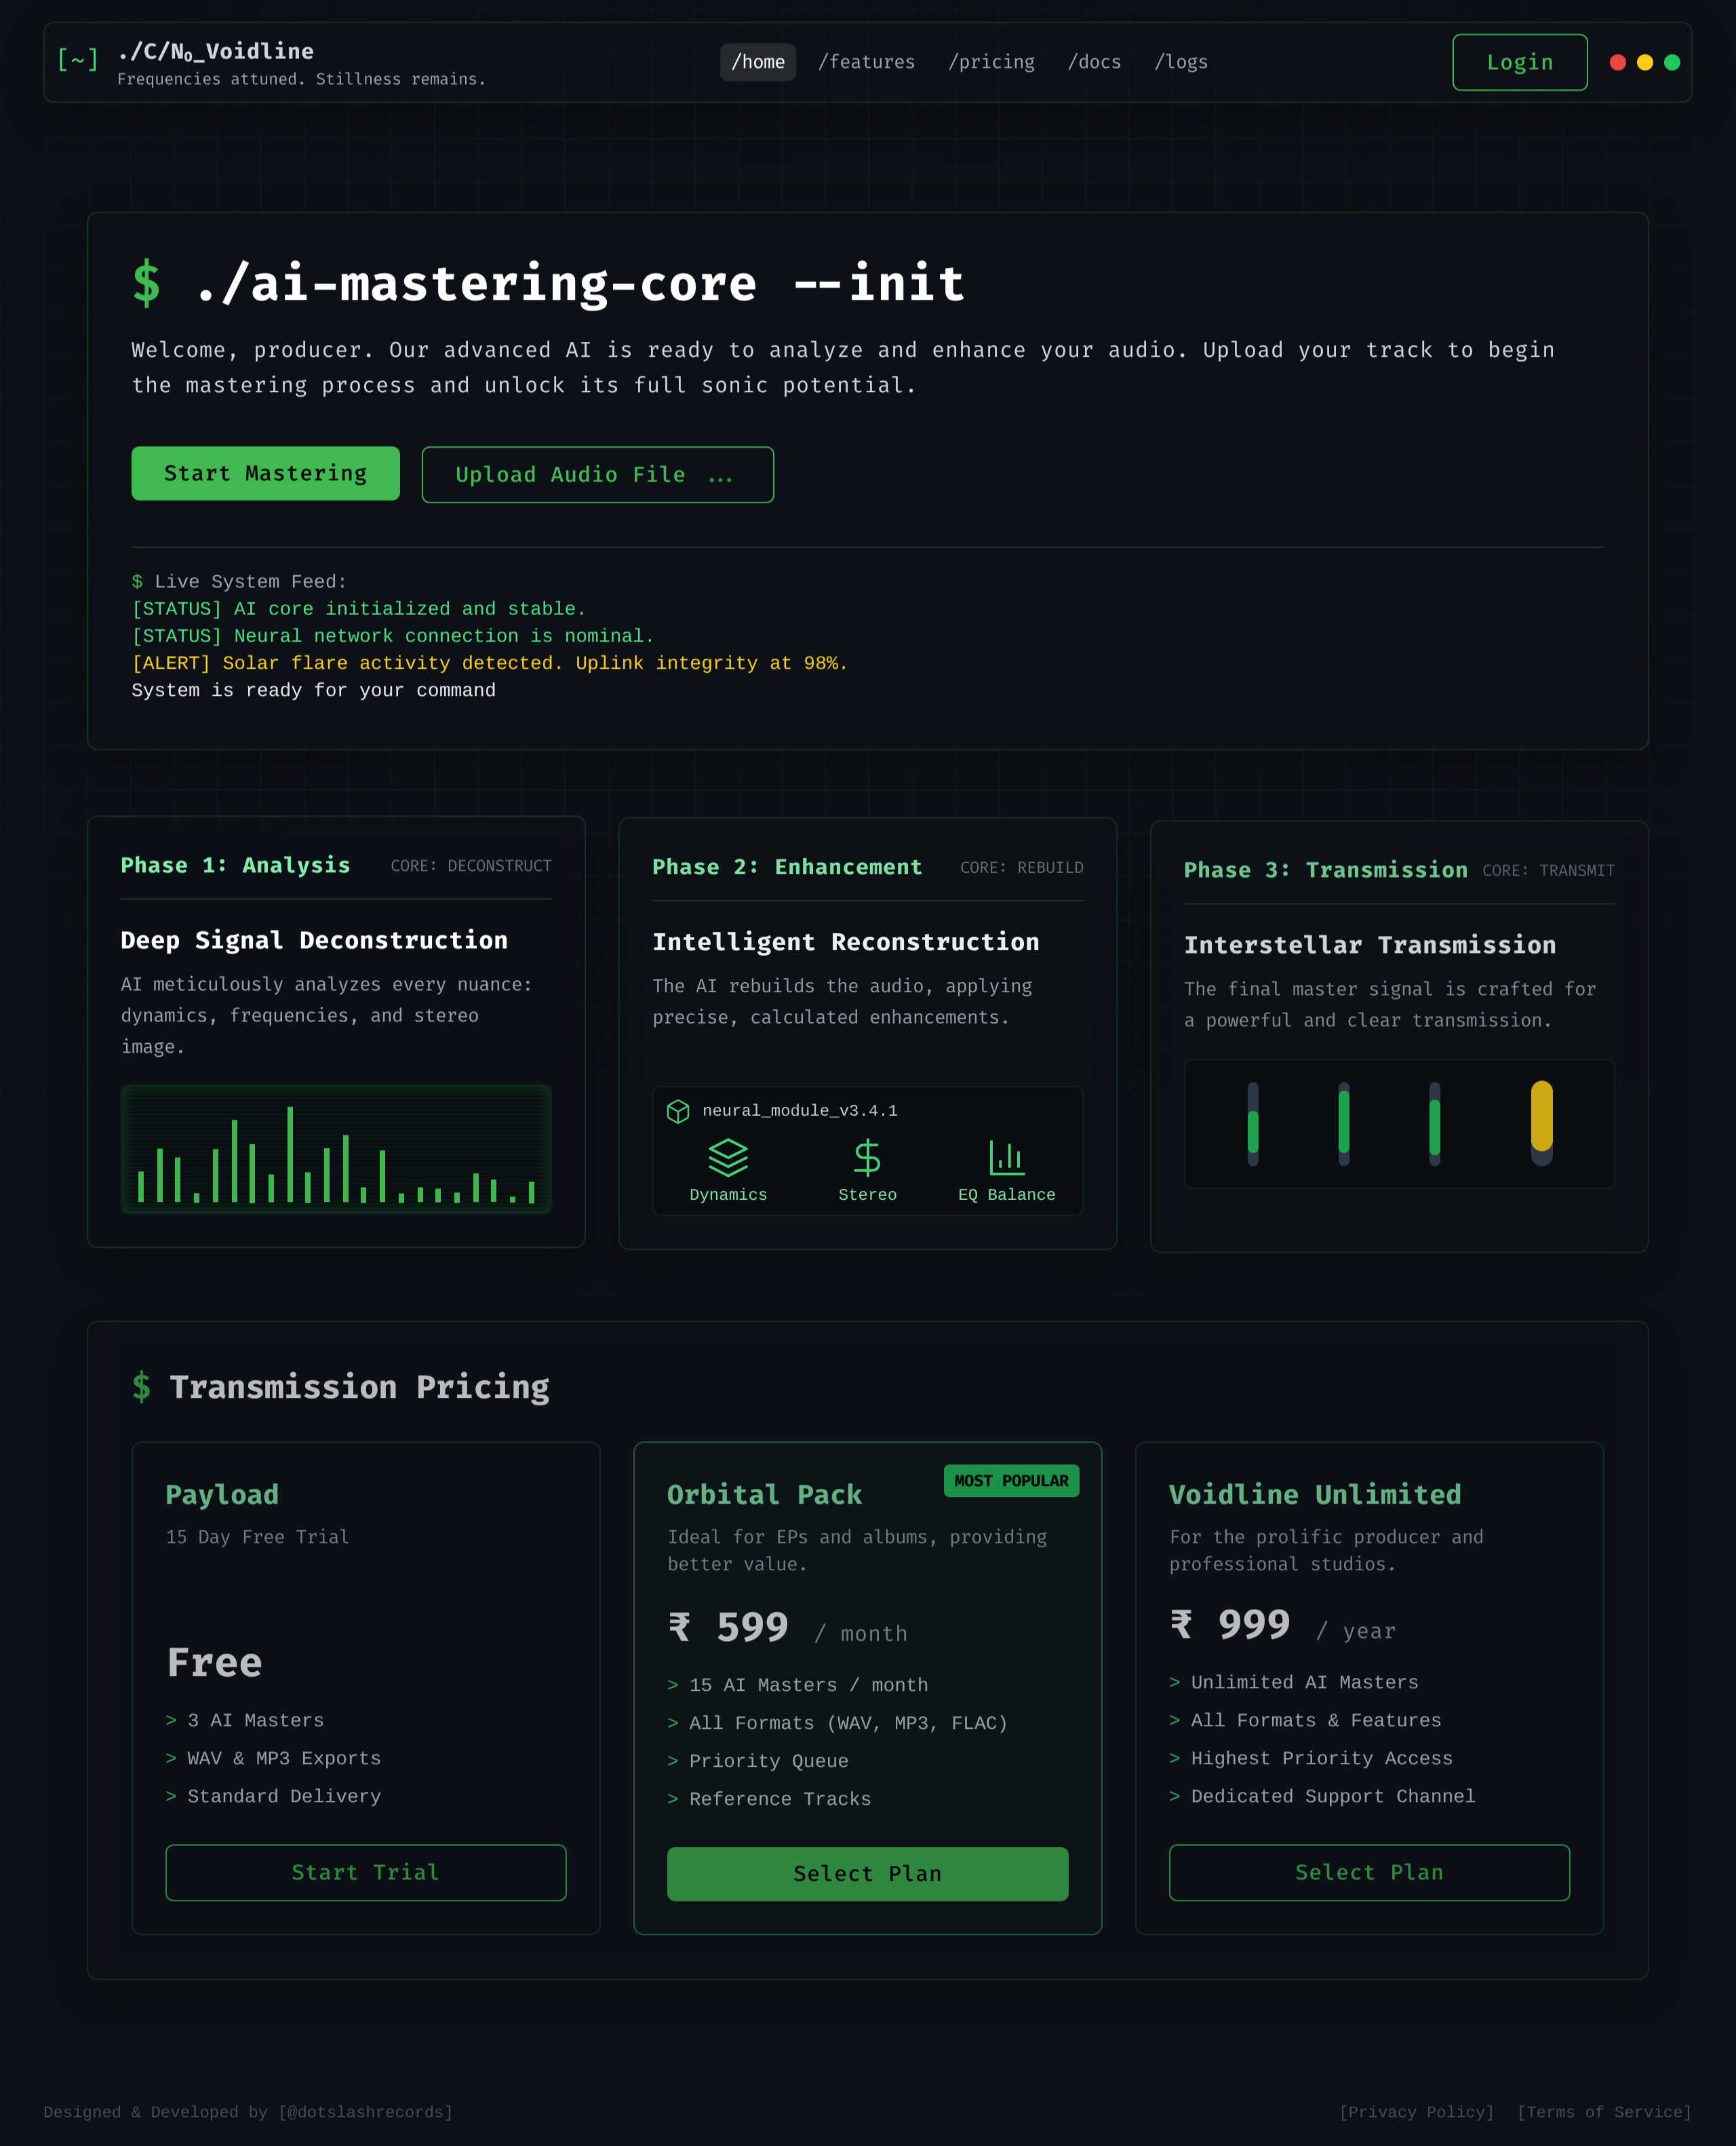 [~] ./C/N₀_Voidline
Frequencies attuned. Stillness remains.
/home /features /pricing /docs /logs
Login
$ ./ai-mastering-core --init
Welcome, producer. Our advanced AI is ready to analyze and enhance your audio. Upload your track to begin
the mastering process and unlock its full sonic potential.
Start Mastering
Upload Audio File ...
$ Live System Feed:
[STATUS] AI core initialized and stable.
[STATUS] Neural network connection is nominal.
[ALERT] Solar flare activity detected. Uplink integrity at 98%.
System is ready for your command
Phase 1: Analysis CORE: DECONSTRUCT
Deep Signal Deconstruction
AI meticulously analyzes every nuance:
dynamics, frequencies, and stereo
image.
Phase 2: Enhancement CORE: REBUILD
Intelligent Reconstruction
The AI rebuilds the audio, applying
precise, calculated enhancements.
neural_module_v3.4.1
Dynamics Stereo EQ Balance
Phase 3: Transmission CORE: TRANSMIT
Interstellar Transmission
The final master signal is crafted for
a powerful and clear transmission.
$ Transmission Pricing
Payload
15 Day Free Trial
Free
> 3 AI Masters
> WAV & MP3 Exports
> Standard Delivery
Start Trial
MOST POPULAR
Orbital Pack
Ideal for EPs and albums, providing
better value.
₹ 599 / month
> 15 AI Masters / month
> All Formats (WAV, MP3, FLAC)
> Priority Queue
> Reference Tracks
Select Plan
Voidline Unlimited
For the prolific producer and
professional studios.
₹ 999 / year
> Unlimited AI Masters
> All Formats & Features
> Highest Priority Access
> Dedicated Support Channel
Select Plan
Designed & Developed by [@dotslashrecords]
[Privacy Policy] [Terms of Service]